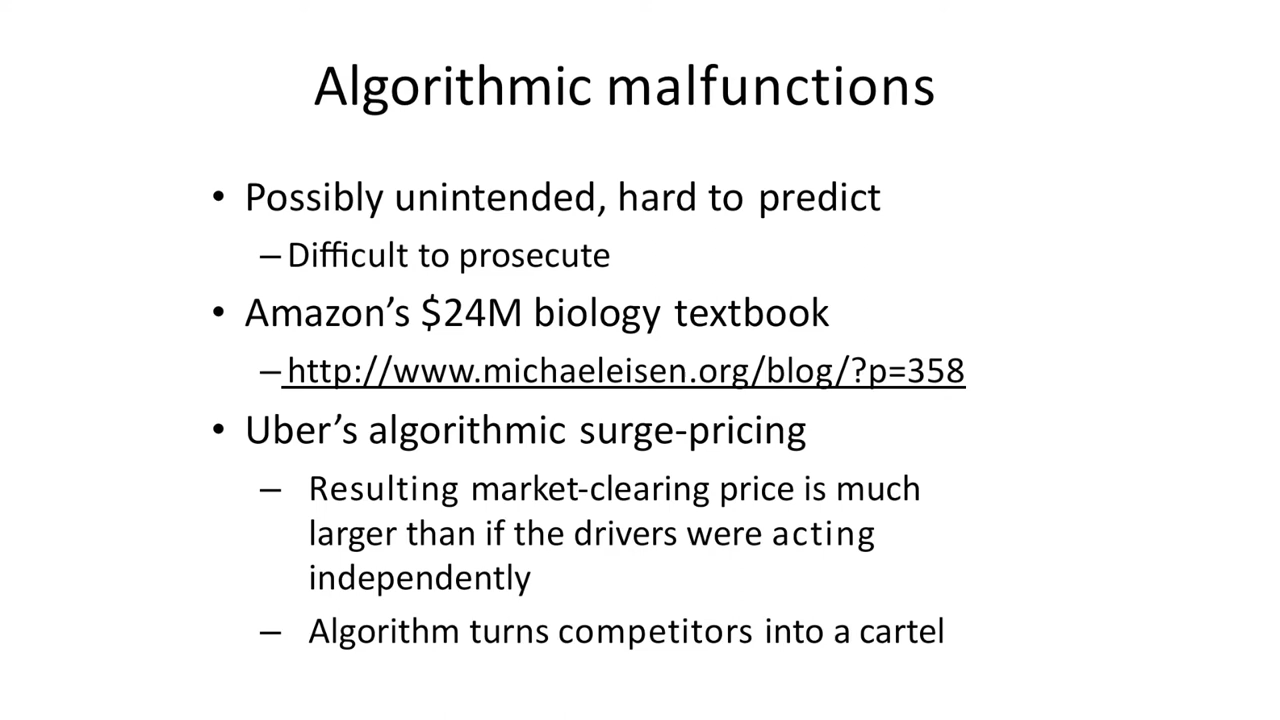 Algorithmic malfunctions
• Possibly unintended, hard to predict
– Difficult to prosecute
• Amazon’s $24M biology textbook
– http://www.michaeleisen.org/blog/?p=358
• Uber’s algorithmic surge-pricing
– Resulting market-clearing price is much
larger than if the drivers were acting
independently
– Algorithm turns competitors into a cartel